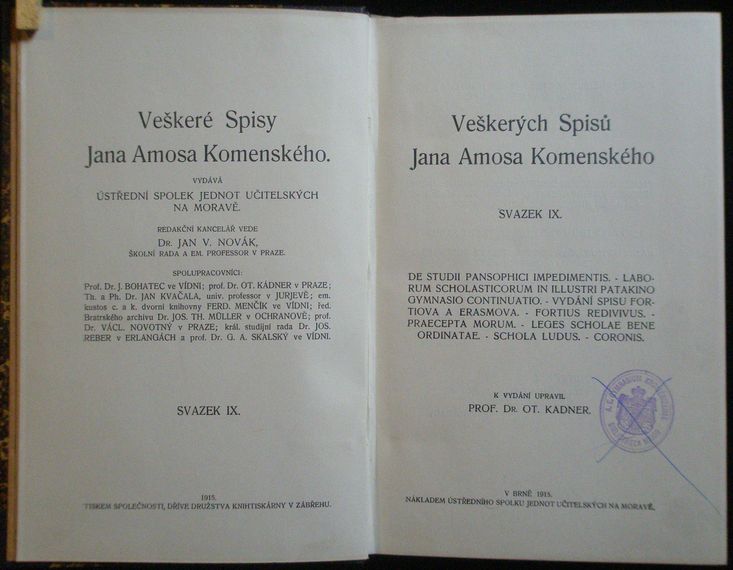 Veškeré Spisy
Jana Amosa Komenského.
VYDÁVÁ
ÚSTŘEDNÍ SPOLEK JEDNOT UČITELSKÝCH
NA MORAVĚ.
REDAKČNÍ KANCELÁŘ VEDE
DR. JAN V. NOVÁK,
ŠKOLNÍ RADA A EM. PROFESSOR V PRAZE.
SPOLUPRACOVNÍCI:
Prof. Dr. J. BOHATEC ve VÍDNI; prof. Dr. OT. KÁDNER v PRAZE;
Th. a Ph. Dr. JAN KVAČALA, univ. professor v JURJEVĚ; em.
kustos c. a k. dvorní knihovny FERD. MENČÍK ve VÍDNI; řed.
Bratrského archivu Dr. JOS. TH. MÜLLER v OCHRANOVĚ; prof.
Dr. VÁCL. NOVOTNÝ v PRAZE; král. studijní rada Dr. JOS.
REBER v ERLANGÁCH a prof. Dr. G. A. SKALSKÝ ve VÍDNI.
SVAZEK IX.
1915.
TISKEM SPOLEČNOSTI, DŘÍVE DRUŽSTVA KNIHTISKÁRNY V ZÁBŘEHU.
Veškerých Spisů
Jana Amosa Komenského
SVAZEK IX.
DE STUDII PANSOPHICI IMPEDIMENTIS. - LABO-
RUM SCHOLASTICORUM IN ILLUSTRI PATAKINO
GYMNASIO CONTINUATIO. - VYDÁNÍ SPISU FOR-
TIOVA A ERASMOVA. - FORTIUS REDIVIVUS. -
PRAECEPTA MORUM. - LEGES SCHOLAE BENE
ORDINATAE. - SCHOLA LUDUS. - CORONIS.
K VYDÁNÍ UPRAVIL
PROF. DR. OT. KÁDNER.
V BRNĚ 1915.
NÁKLADEM ÚSTŘEDNÍHO SPOLKU JEDNOT UČITELSKÝCH NA MORAVĚ.